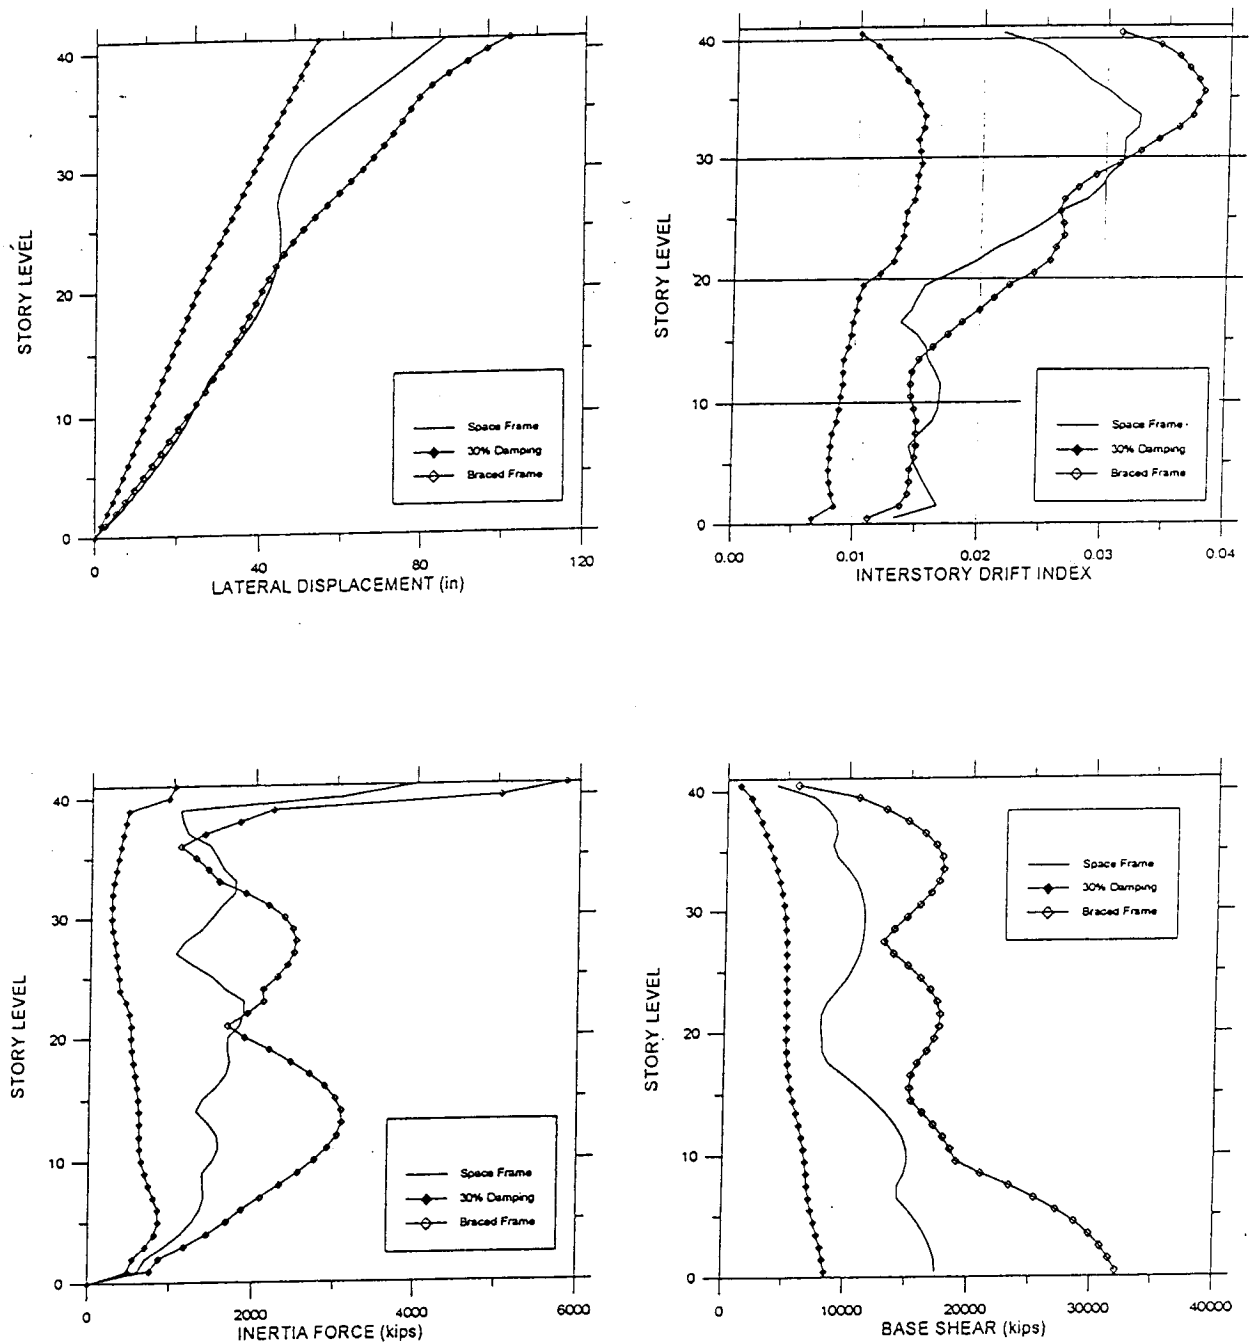 40
30
20
10
0
STORY LEVEL
Space Frame
30% Damping
Braced Frame
0
40
80
120
LATERAL DISPLACEMENT (in)
40
30
20
10
0
STORY LEVEL
Space Frame
30% Damping
Braced Frame
0.00
0.01
0.02
0.03
0.04
INTERSTORY DRIFT INDEX
40
30
20
10
0
STORY LEVEL
Space Frame
30% Damping
Braced Frame
0
2000
4000
6000
INERTIA FORCE (kips)
40
30
20
10
0
STORY LEVEL
Space Frame
30% Damping
Braced Frame
0
10000
20000
30000
40000
BASE SHEAR (kips)